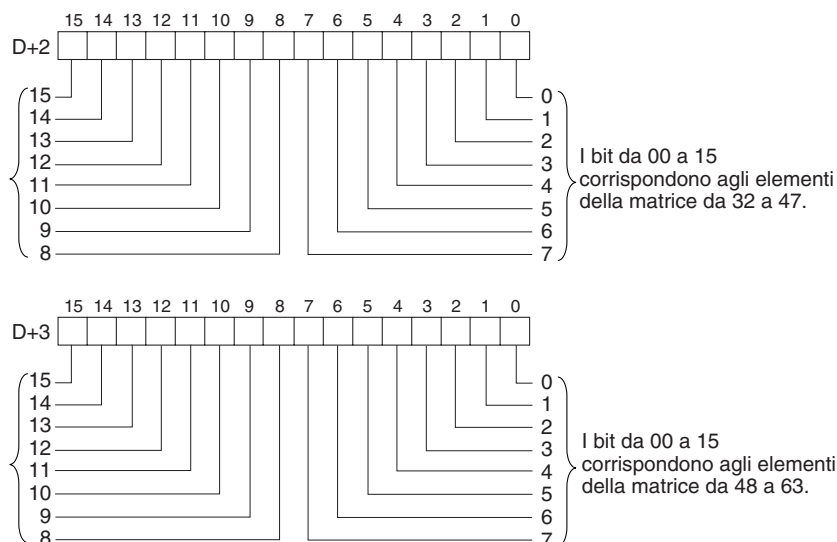 15 14 13 12 11 10 9 8 7 6 5 4 3 2 1 0
D+2
15 0
14 1
13 2
12 3
11 4
10 5
9 6
8 7
I bit da 00 a 15
corrispondono agli elementi
della matrice da 32 a 47.
15 14 13 12 11 10 9 8 7 6 5 4 3 2 1 0
D+3
15 0
14 1
13 2
12 3
11 4
10 5
9 6
8 7
I bit da 00 a 15
corrispondono agli elementi
della matrice da 48 a 63.